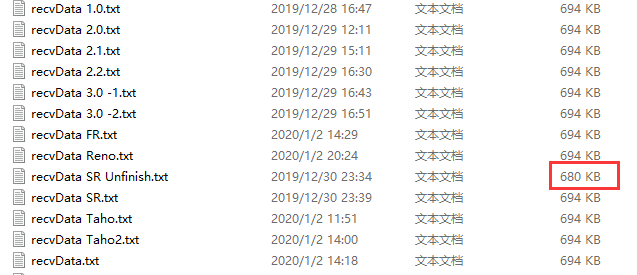 recvData 1.0.txt 2019/12/28 16:47 文本文档 694 KB
recvData 2.0.txt 2019/12/29 12:11 文本文档 694 KB
recvData 2.1.txt 2019/12/29 15:11 文本文档 694 KB
recvData 2.2.txt 2019/12/29 16:30 文本文档 694 KB
recvData 3.0 -1.txt 2019/12/29 16:43 文本文档 694 KB
recvData 3.0 -2.txt 2019/12/29 16:51 文本文档 694 KB
recvData FR.txt 2020/1/2 14:29 文本文档 694 KB
recvData Reno.txt 2020/1/2 20:24 文本文档 694 KB
recvData SR Unfinish.txt 2019/12/30 23:34 文本文档 680 KB
recvData SR.txt 2019/12/30 23:39 文本文档 694 KB
recvData Taho.txt 2020/1/2 11:51 文本文档 694 KB
recvData Taho2.txt 2020/1/2 14:00 文本文档 694 KB
recvData.txt 2020/1/2 14:18 文本文档 694 KB